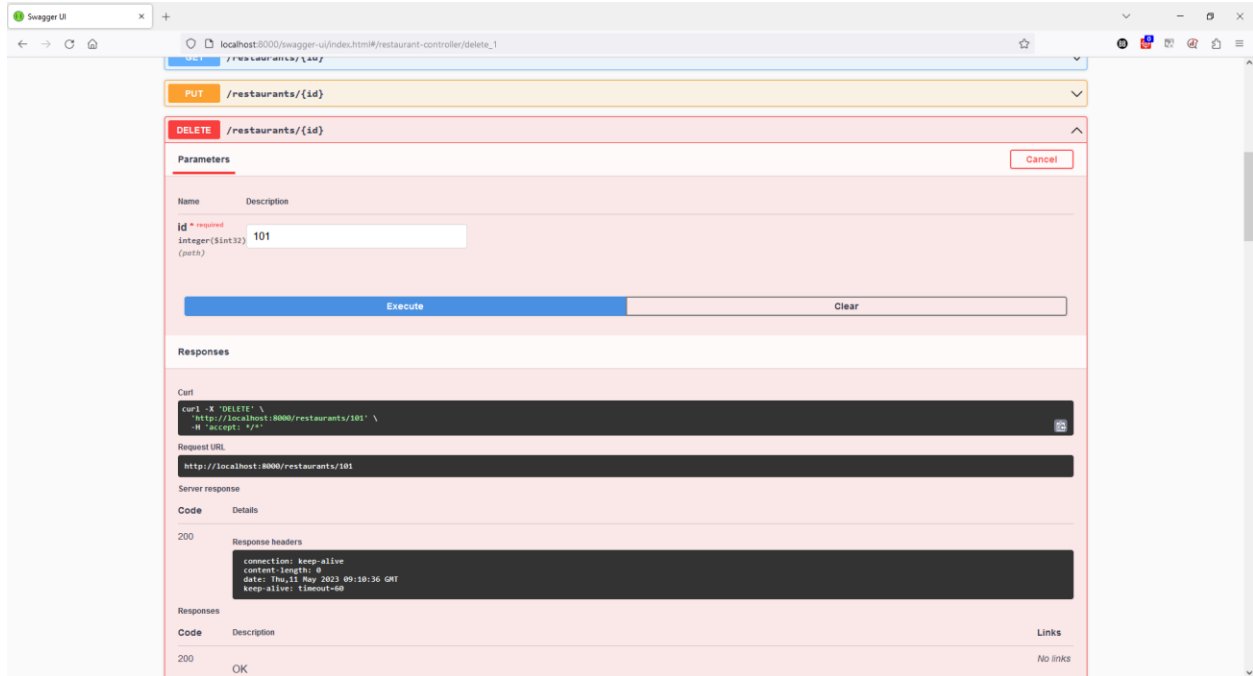 Swagger UI
localhost:8000/swagger-ui/index.html#/restaurant-controller/delete_1
GET /restaurants/{id}
PUT /restaurants/{id}
DELETE /restaurants/{id}
Parameters
Cancel
Name Description
id * required
integer($int32)
(path)
101
Execute Clear
Responses
Curl
curl -X 'DELETE' \
'http://localhost:8000/restaurants/101' \
-H 'accept: */*'
Request URL
http://localhost:8000/restaurants/101
Server response
Code Details
200
Response headers
connection: keep-alive
content-length: 0
date: Thu,11 May 2023 09:10:36 GMT
keep-alive: timeout=60
Responses
Code Description Links
200
OK
No links